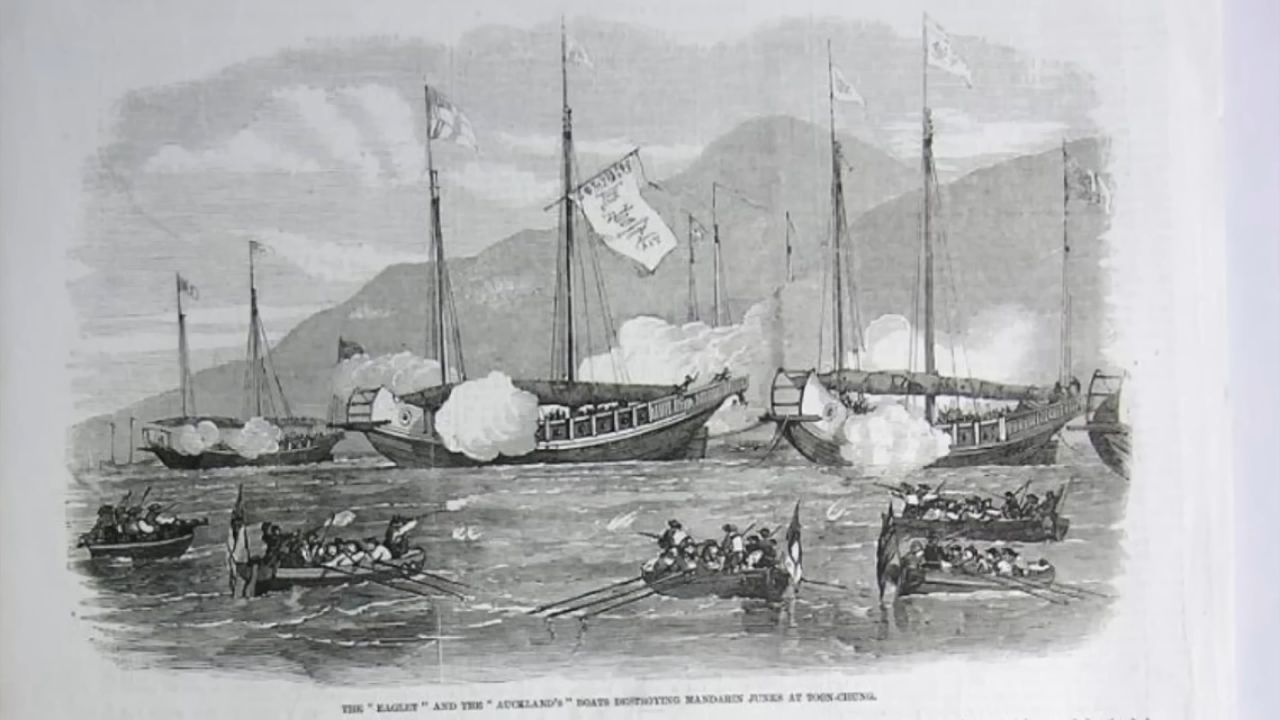 THE "EAGLET" AND THE "AUCKLAND'S" BOATS DESTROYING MANDARIN JUNKS AT TOON-CHUNG.